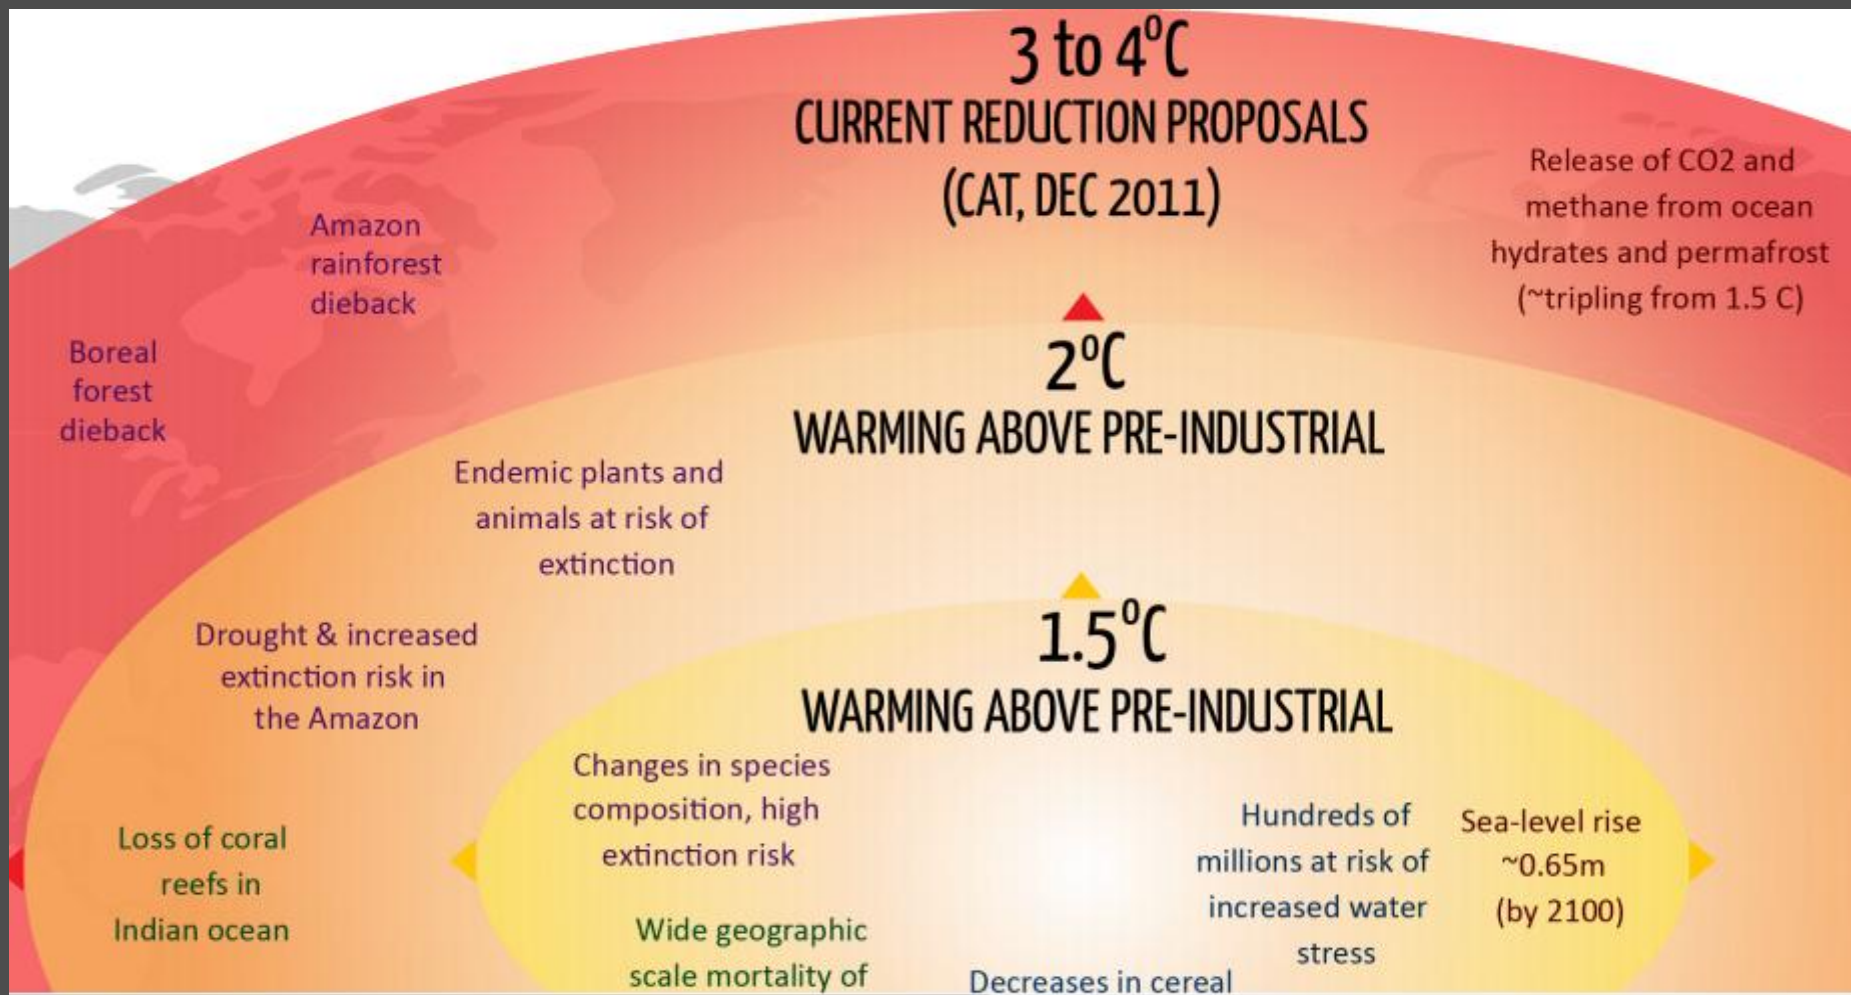 3 to 4⁰C
CURRENT REDUCTION PROPOSALS
(CAT, DEC 2011)
Release of CO2 and
methane from ocean
hydrates and permafrost
(~tripling from 1.5 C)
Amazon
rainforest
dieback
Boreal
forest
dieback
2⁰C
WARMING ABOVE PRE-INDUSTRIAL
Endemic plants and
animals at risk of
extinction
Drought & increased
extinction risk in
the Amazon
Loss of coral
reefs in
Indian ocean
1.5⁰C
WARMING ABOVE PRE-INDUSTRIAL
Changes in species
composition, high
extinction risk
Wide geographic
scale mortality of
Hundreds of
millions at risk of
increased water
stress
Sea-level rise
~0.65m
(by 2100)
Decreases in cereal